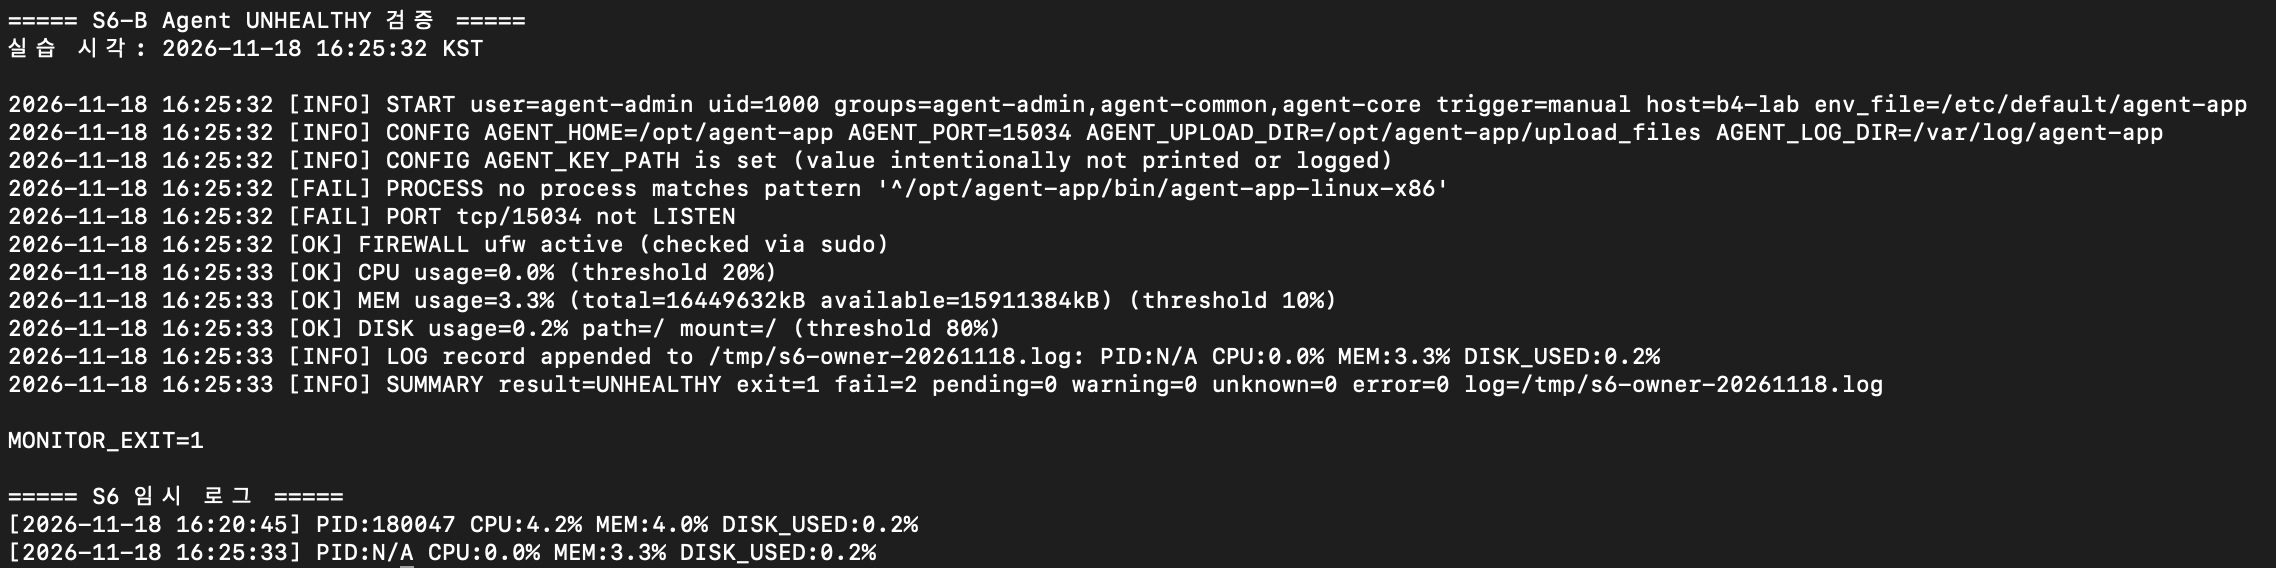 ===== S6-B Agent UNHEALTHY 검증 =====
실습 시각: 2026-11-18 16:25:32 KST
2026-11-18 16:25:32 [INFO] START user=agent-admin uid=1000 groups=agent-admin,agent-common,agent-core trigger=manual host=b4-lab env_file=/etc/default/agent-app
2026-11-18 16:25:32 [INFO] CONFIG AGENT_HOME=/opt/agent-app AGENT_PORT=15034 AGENT_UPLOAD_DIR=/opt/agent-app/upload_files AGENT_LOG_DIR=/var/log/agent-app
2026-11-18 16:25:32 [INFO] CONFIG AGENT_KEY_PATH is set (value intentionally not printed or logged)
2026-11-18 16:25:32 [FAIL] PROCESS no process matches pattern '^/opt/agent-app/bin/agent-app-linux-x86'
2026-11-18 16:25:32 [FAIL] PORT tcp/15034 not LISTEN
2026-11-18 16:25:32 [OK] FIREWALL ufw active (checked via sudo)
2026-11-18 16:25:33 [OK] CPU usage=0.0% (threshold 20%)
2026-11-18 16:25:33 [OK] MEM usage=3.3% (total=16449632kB available=15911384kB) (threshold 10%)
2026-11-18 16:25:33 [OK] DISK usage=0.2% path=/ mount=/ (threshold 80%)
2026-11-18 16:25:33 [INFO] LOG record appended to /tmp/s6-owner-20261118.log: PID:N/A CPU:0.0% MEM:3.3% DISK_USED:0.2%
2026-11-18 16:25:33 [INFO] SUMMARY result=UNHEALTHY exit=1 fail=2 pending=0 warning=0 unknown=0 error=0 log=/tmp/s6-owner-20261118.log
MONITOR_EXIT=1
===== S6 임시 로그 =====
[2026-11-18 16:20:45] PID:180047 CPU:4.2% MEM:4.0% DISK_USED:0.2%
[2026-11-18 16:25:33] PID:N/A CPU:0.0% MEM:3.3% DISK_USED:0.2%